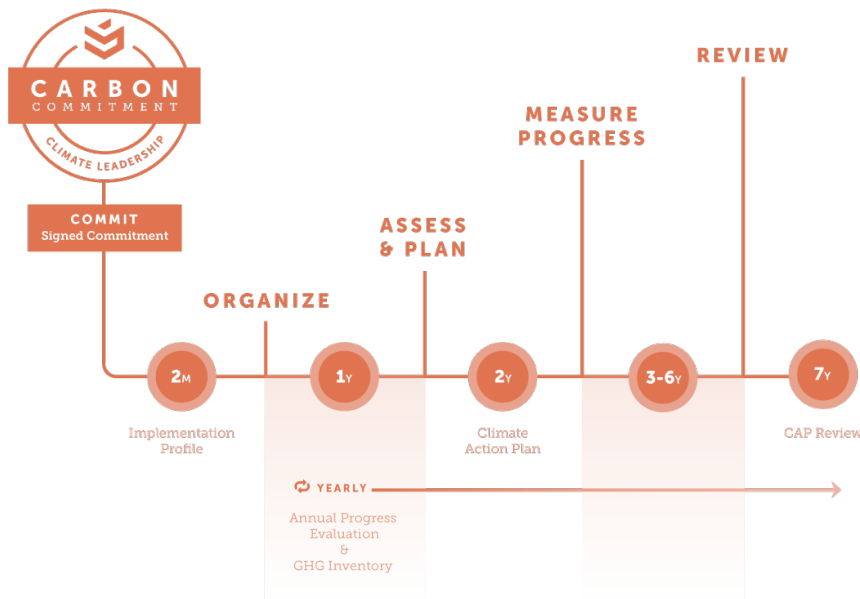 CARBON
COMMITMENT
CLIMATE LEADERSHIP
COMMIT
Signed Commitment
ORGANIZE
ASSESS
& PLAN
MEASURE
PROGRESS
REVIEW
2M
1Y
2Y
3-6Y
7Y
Implementation
Profile
Climate
Action Plan
CAP Review
YEARLY
Annual Progress
Evaluation
&
GHG Inventory